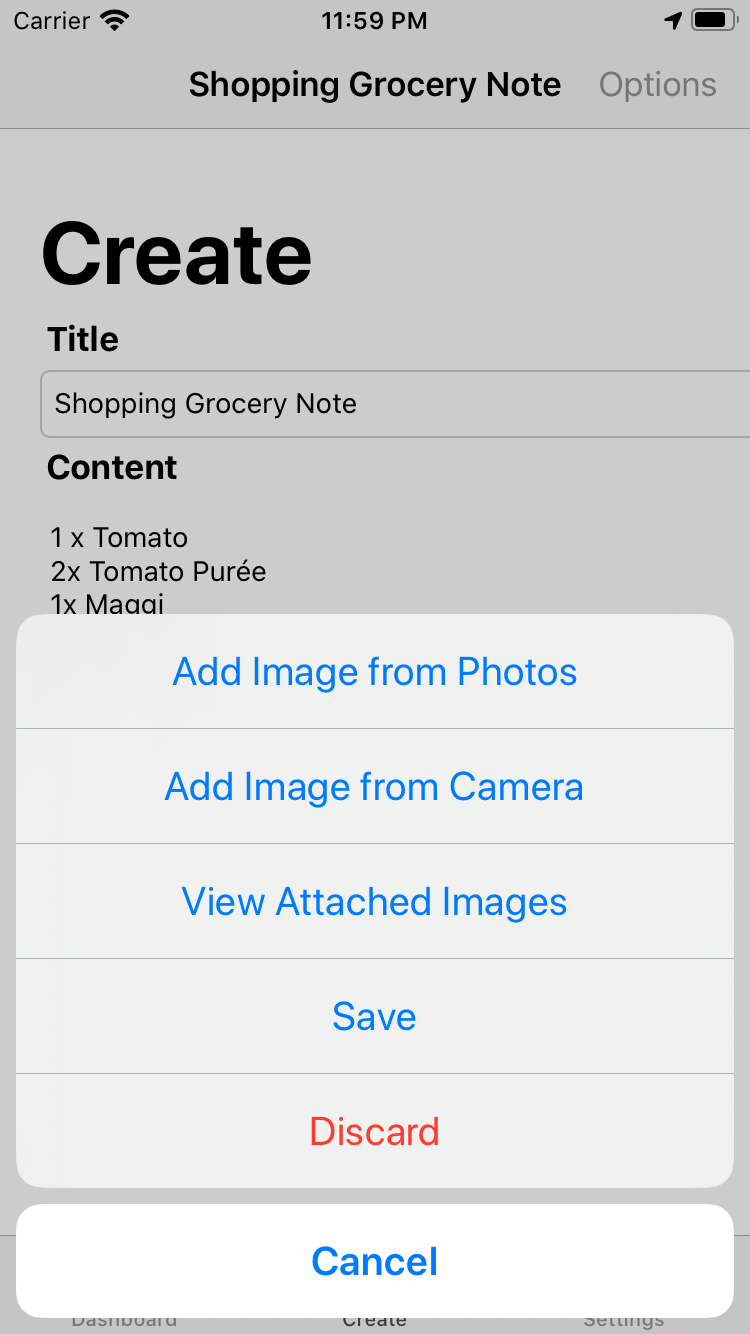 Carrier 11:59 PM
Shopping Grocery Note Options
Create
Title
Shopping Grocery Note
Content
1 x Tomato
2x Tomato Purée
1x Maggi
Add Image from Photos
Add Image from Camera
View Attached Images
Save
Discard
Cancel
Dashboard Create Settings